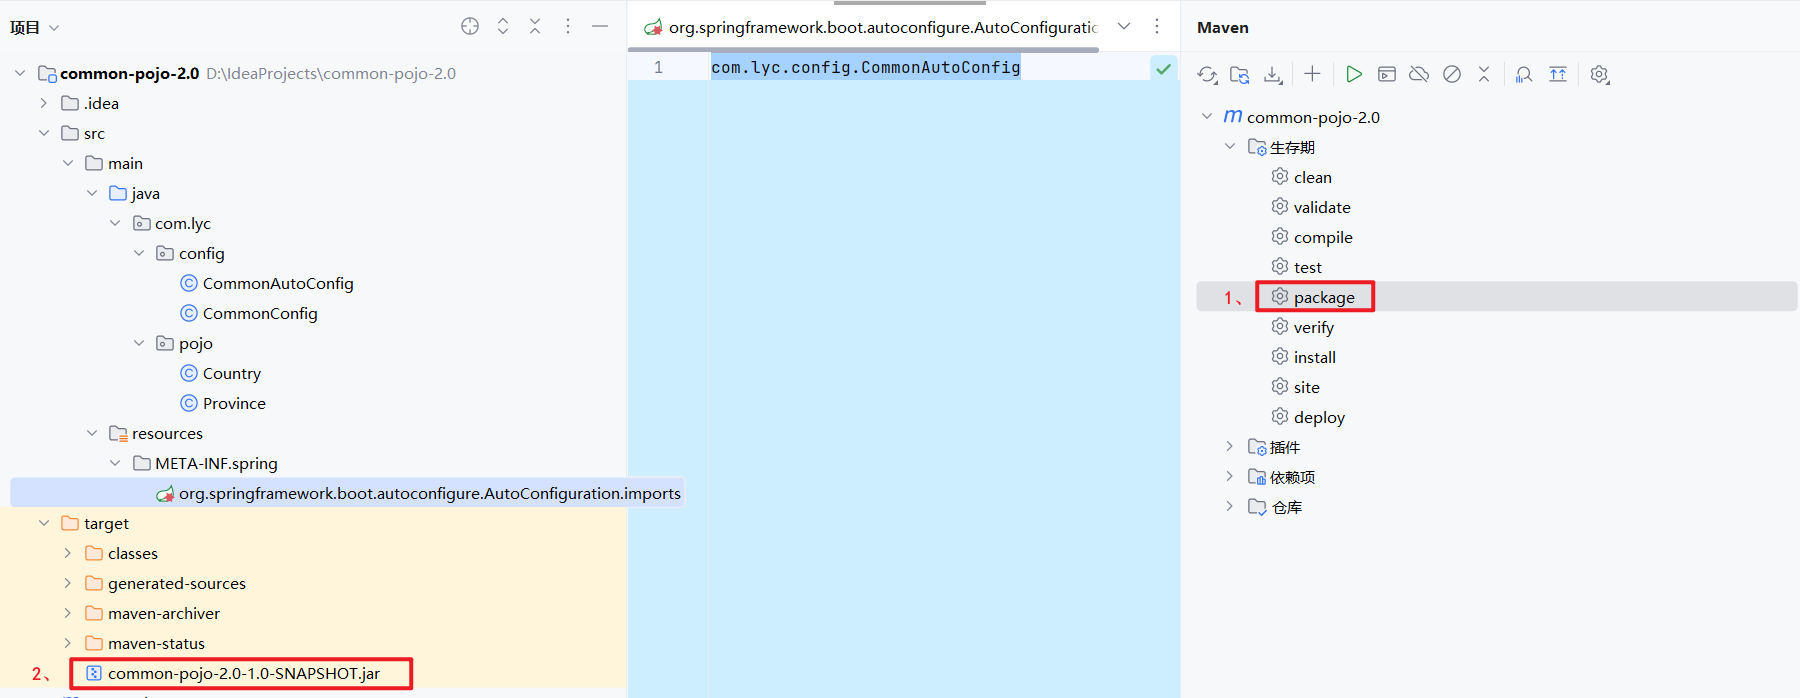 项目
common-pojo-2.0 D:\IdeaProjects\common-pojo-2.0
.idea
src
main
java
com.lyc
config
CommonAutoConfig
CommonConfig
pojo
Country
Province
resources
META-INF.spring
org.springframework.boot.autoconfigure.AutoConfiguration.imports
target
classes
generated-sources
maven-archiver
maven-status
2、 common-pojo-2.0-1.0-SNAPSHOT.jar
org.springframework.boot.autoconfigure.AutoConfiguratio
1 com.lyc.config.CommonAutoConfig
Maven
m common-pojo-2.0
生存期
clean
validate
compile
test
1、 package
verify
install
site
deploy
插件
依赖项
仓库